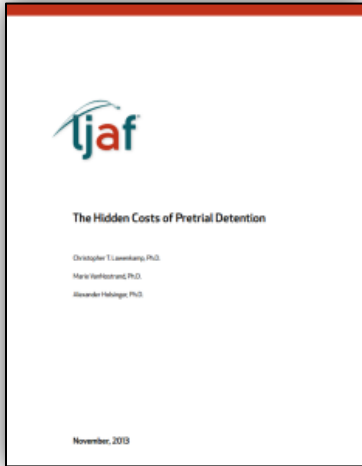 ljaf
The Hidden Costs of Pretrial Detention
Christopher T. Lowenkamp, Ph.D.
Marie VanNostrand, Ph.D.
Alexander Holsinger, Ph.D.
November, 2013